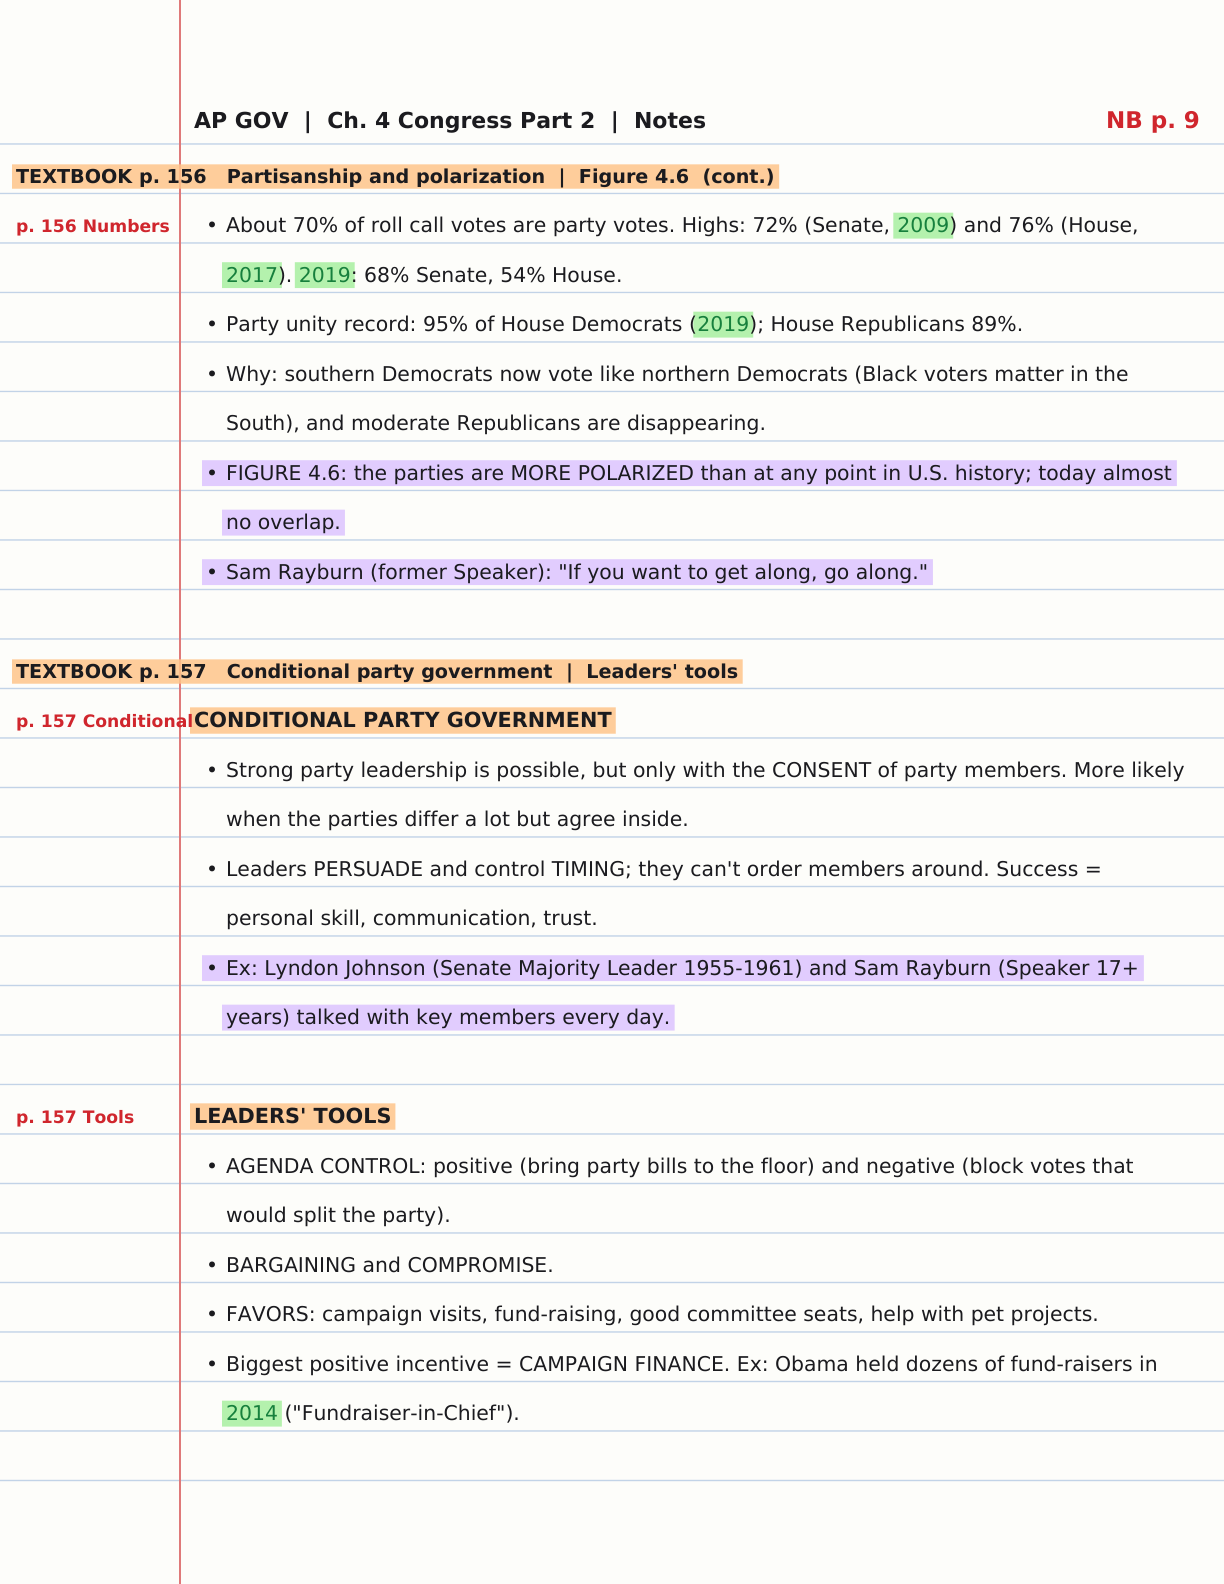 AP GOV | Ch. 4 Congress Part 2 | Notes NB p. 9
TEXTBOOK p. 156 Partisanship and polarization | Figure 4.6 (cont.)
p. 156 Numbers • About 70% of roll call votes are party votes. Highs: 72% (Senate, 2009) and 76% (House,
2017). 2019: 68% Senate, 54% House.
• Party unity record: 95% of House Democrats (2019); House Republicans 89%.
• Why: southern Democrats now vote like northern Democrats (Black voters matter in the
South), and moderate Republicans are disappearing.
• FIGURE 4.6: the parties are MORE POLARIZED than at any point in U.S. history; today almost
no overlap.
• Sam Rayburn (former Speaker): "If you want to get along, go along."
TEXTBOOK p. 157 Conditional party government | Leaders' tools
p. 157 Conditional CONDITIONAL PARTY GOVERNMENT
• Strong party leadership is possible, but only with the CONSENT of party members. More likely
when the parties differ a lot but agree inside.
• Leaders PERSUADE and control TIMING; they can't order members around. Success =
personal skill, communication, trust.
• Ex: Lyndon Johnson (Senate Majority Leader 1955-1961) and Sam Rayburn (Speaker 17+
years) talked with key members every day.
p. 157 Tools LEADERS' TOOLS
• AGENDA CONTROL: positive (bring party bills to the floor) and negative (block votes that
would split the party).
• BARGAINING and COMPROMISE.
• FAVORS: campaign visits, fund-raising, good committee seats, help with pet projects.
• Biggest positive incentive = CAMPAIGN FINANCE. Ex: Obama held dozens of fund-raisers in
2014 ("Fundraiser-in-Chief").